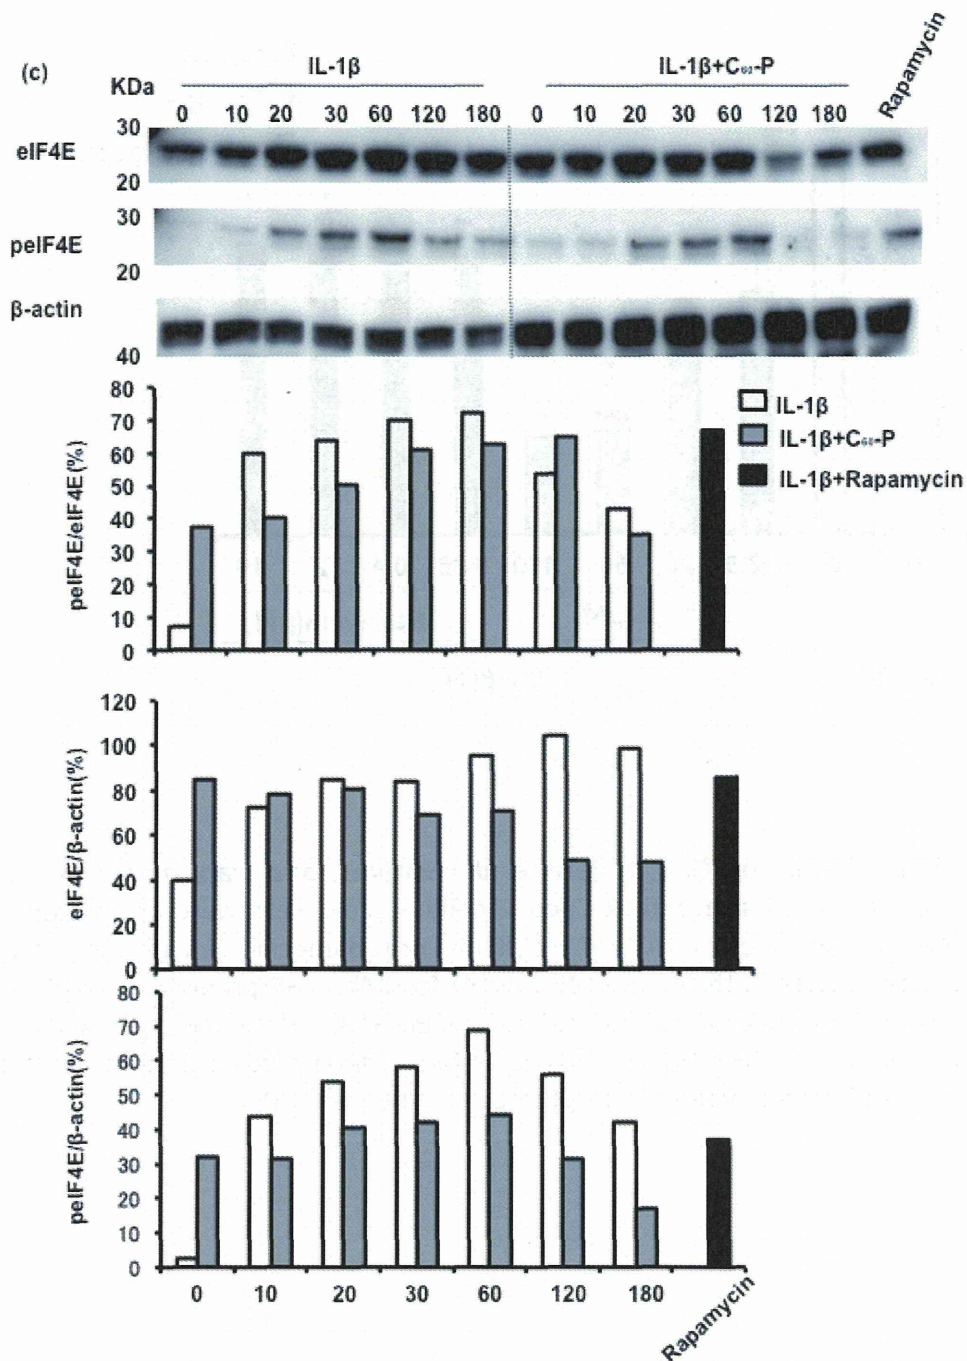 (c)
IL-1β IL-1β+C₆₀-P Rapamycin
KDa
0 10 20 30 60 120 180 0 10 20 30 60 120 180
30
eIF4E
20
30
peIF4E
20
β-actin
40
80
70
60
50
40
30
20
10
0
peIF4E/eIF4E(%)
IL-1β
IL-1β+C₆₀-P
IL-1β+Rapamycin
120
100
80
60
40
20
0
eIF4E/β-actin(%)
80
70
60
50
40
30
20
10
0
peIF4E/β-actin(%)
0 10 20 30 60 120 180 Rapamycin